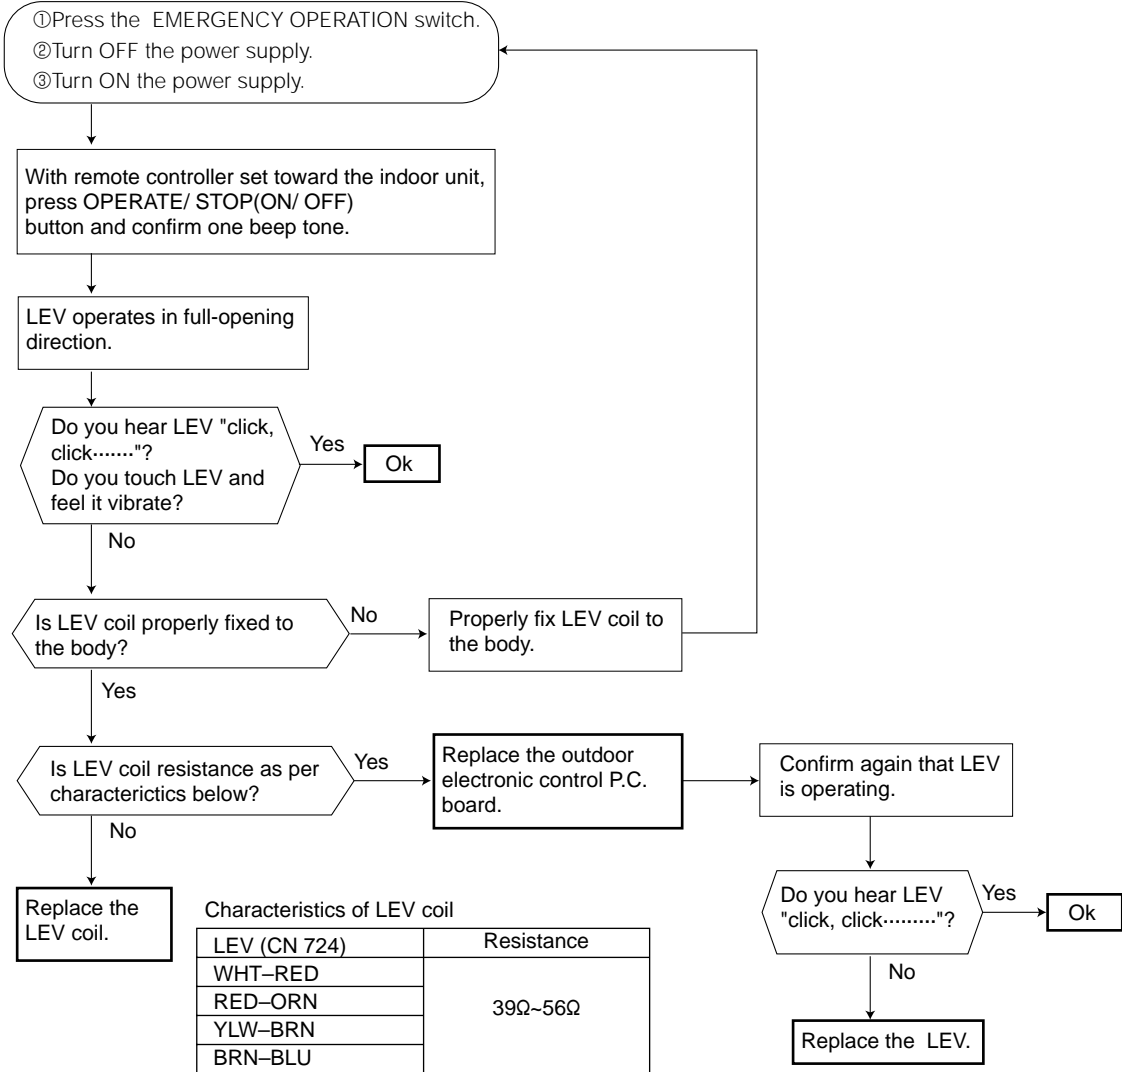 ①Press the EMERGENCY OPERATION switch.
②Turn OFF the power supply.
③Turn ON the power supply.
With remote controller set toward the indoor unit,
press OPERATE/ STOP(ON/ OFF)
button and confirm one beep tone.
LEV operates in full-opening
direction.
Do you hear LEV "click,
click·······"?
Do you touch LEV and
feel it vibrate?
Yes
Ok
No
Is LEV coil properly fixed to
the body?
No
Properly fix LEV coil to
the body.
Yes
Is LEV coil resistance as per
charaterictics below?
Yes
Replace the outdoor
electronic control P.C.
board.
Confirm again that LEV
is operating.
No
Replace the
LEV coil.
Do you hear LEV
"click, click·········"?
Yes
Ok
No
Replace the LEV.
Characteristics of LEV coil
LEV (CN 724)
Resistance
WHT–RED
RED–ORN
YLW–BRN
BRN–BLU
39Ω~56Ω